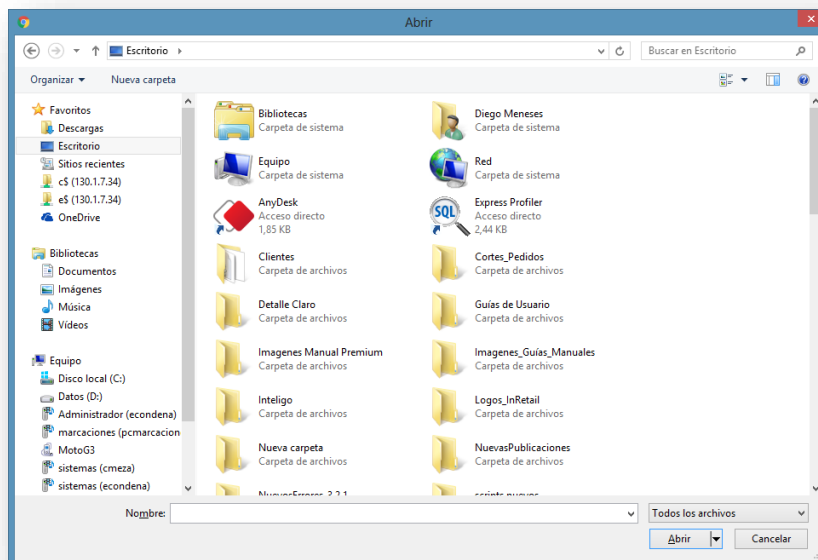 Abrir
Escritorio
Buscar en Escritorio
Organizar
Nueva carpeta
Favoritos
Descargas
Escritorio
Sitios recientes
c$ (130.1.7.34)
e$ (130.1.7.34)
OneDrive
Bibliotecas
Documentos
Imágenes
Música
Vídeos
Equipo
Disco local (C:)
Datos (D:)
Administrador (econdena)
marcaciones (pcmarcacion
MotoG3
sistemas (cmeza)
sistemas (econdena)
Bibliotecas
Carpeta de sistema
Diego Meneses
Carpeta de sistema
Equipo
Carpeta de sistema
Red
Carpeta de sistema
AnyDesk
Acceso directo
1,85 KB
SQL
Express Profiler
Acceso directo
2,44 KB
Clientes
Carpeta de archivos
Cortes_Pedidos
Carpeta de archivos
Detalle Claro
Carpeta de archivos
Guías de Usuario
Carpeta de archivos
Imagenes Manual Premium
Carpeta de archivos
Imagenes_Guías_Manuales
Carpeta de archivos
Inteligo
Carpeta de archivos
Logos_InRetail
Carpeta de archivos
Nueva carpeta
Carpeta de archivos
NuevasPublicaciones
Carpeta de archivos
NuevosErrores_3.2.1
scripts nuevos
Nombre:
Todos los archivos
Abrir
Cancelar